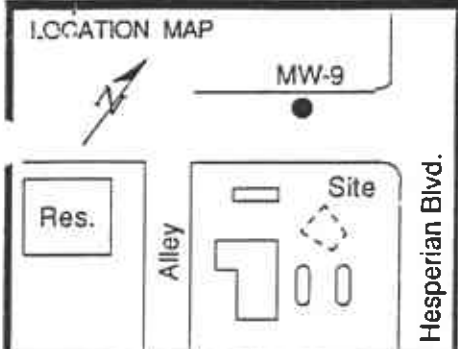 LOCATION MAP
N
MW-9
Site
Res.
Alley
Hesperian Blvd.